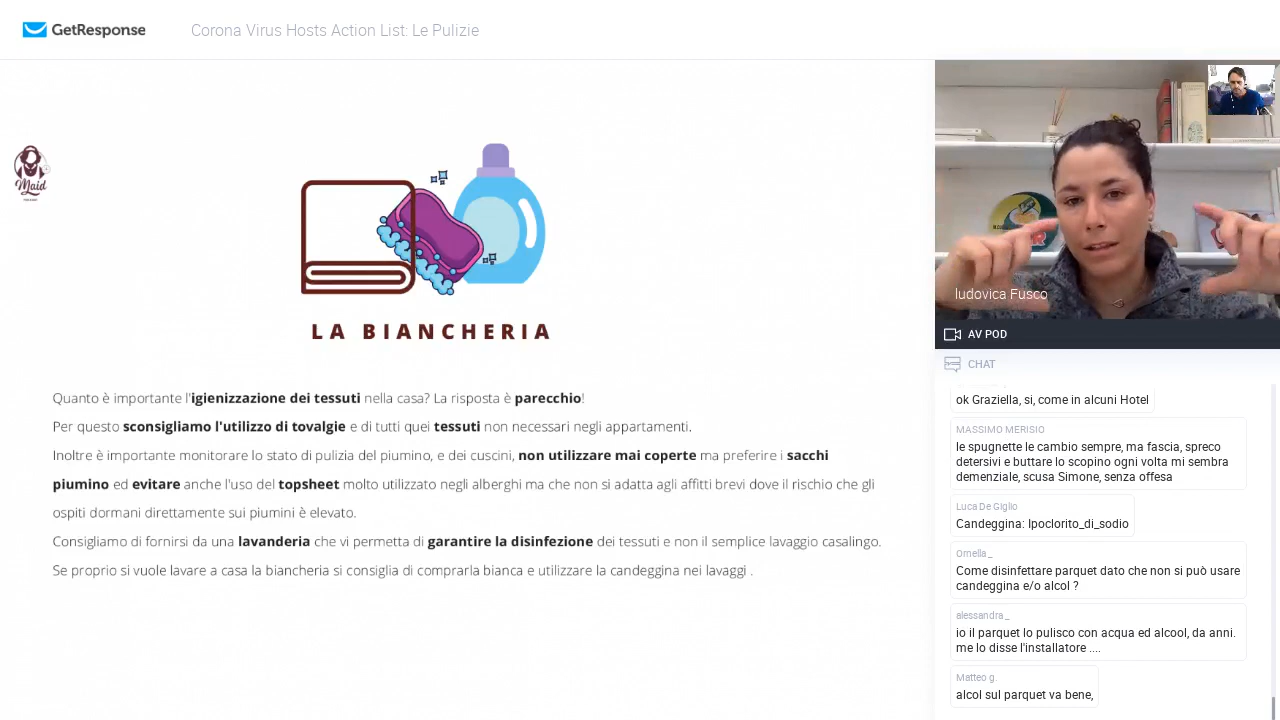 GetResponse
Corona Virus Hosts Action List: Le Pulizie
Maid
LA BIANCHERIA
Quanto è importante l'igienizzazione dei tessuti nella casa? La risposta è parecchio!
Per questo sconsigliamo l'utilizzo di tovalgie e di tutti quei tessuti non necessari negli appartamenti.
Inoltre è importante monitorare lo stato di pulizia del piumino, e dei cuscini, non utilizzare mai coperte ma preferire i sacchi
piumino ed evitare anche l'uso del topsheet molto utilizzato negli alberghi ma che non si adatta agli affitti brevi dove il rischio che gli
ospiti dormani direttamente sui piumini è elevato.
Consigliamo di fornirsi da una lavanderia che vi permetta di garantire la disinfezione dei tessuti e non il semplice lavaggio casalingo.
Se proprio si vuole lavare a casa la biancheria si consiglia di comprarla bianca e utilizzare la candeggina nei lavaggi .
ludovica Fusco
AV POD
CHAT
ok Graziella, si, come in alcuni Hotel
MASSIMO MERISIO
le spugnette le cambio sempre, ma fascia, spreco
detersivi e buttare lo scopino ogni volta mi sembra
demenziale, scusa Simone, senza offesa
Luca De Giglio
Candeggina: Ipoclorito_di_sodio
Ornella _
Come disinfettare parquet dato che non si può usare
candeggina e/o alcol ?
alessandra _
io il parquet lo pulisco con acqua ed alcool, da anni.
me lo disse l'installatore ....
Matteo g.
alcol sul parquet va bene,